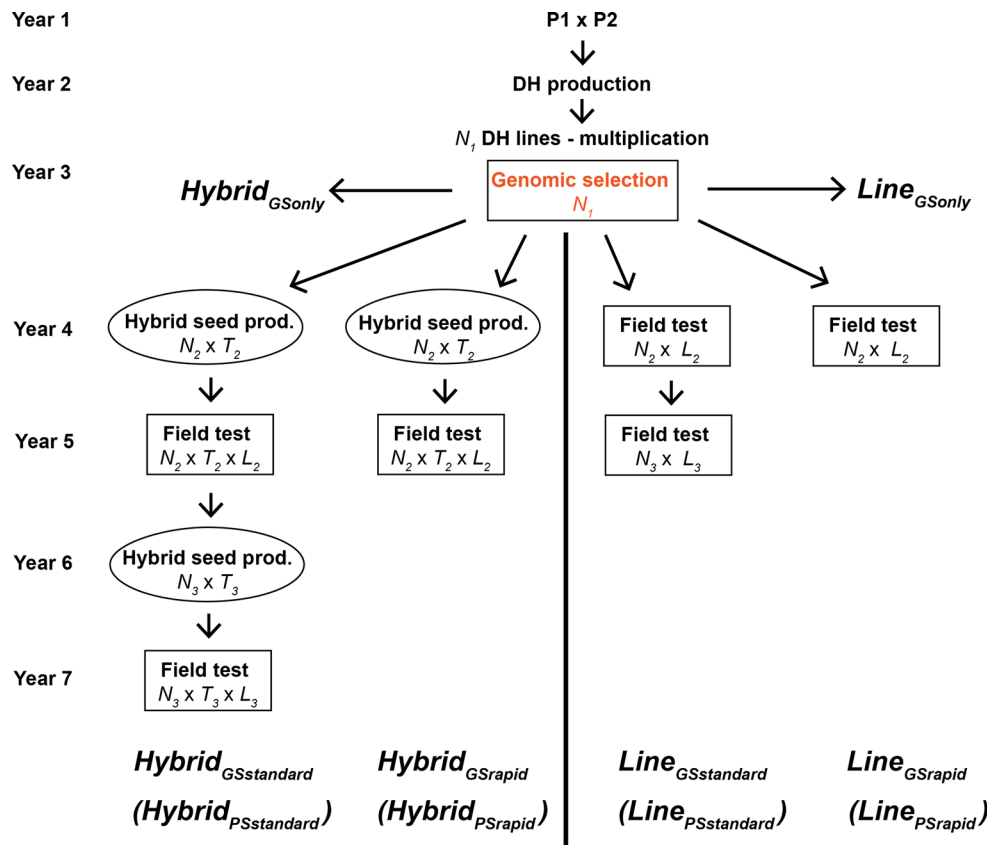 Year 1
P1 x P2
Year 2
DH production
N1 DH lines - multiplication
Year 3
Genomic selection
N1
HybridGSonly
LineGSonly
Year 4
Hybrid seed prod.
N2 x T2
Hybrid seed prod.
N2 x T2
Field test
N2 x L2
Field test
N2 x L2
Year 5
Field test
N2 x T2 x L2
Field test
N2 x T2 x L2
Field test
N3 x L3
Year 6
Hybrid seed prod.
N3 x T3
Year 7
Field test
N3 x T3 x L3
HybridGSstandard
(HybridPSstandard)
HybridGSrapid
(HybridPSrapid)
LineGSstandard
(LinePSstandard)
LineGSrapid
(LinePSrapid)